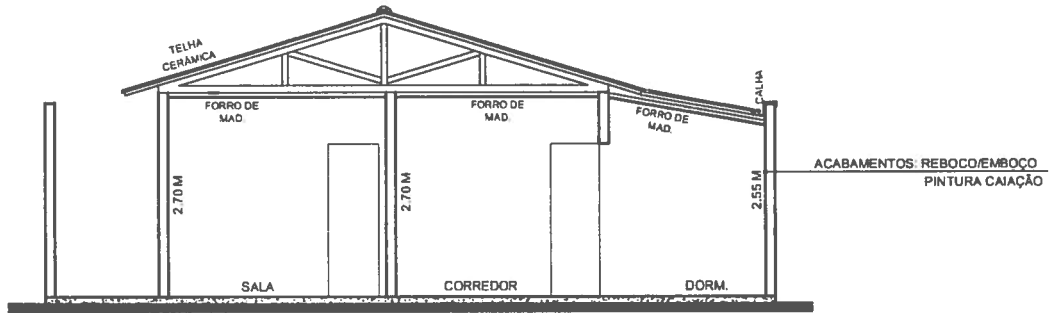 TELHA
CERÂMICA
CALHA
FORRO DE
MAD.
FORRO DE
MAD.
FORRO DE
MAD.
2.70 M
2.70 M
2.55 M
ACABAMENTOS: REBOCO/EMBOÇO
PINTURA CAIAÇÃO
SALA
CORREDOR
DORM.